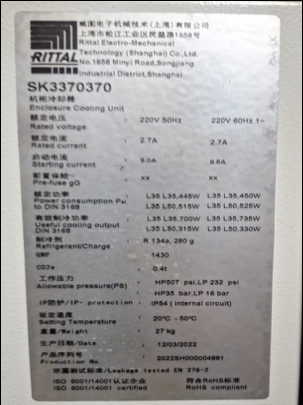 RITTAL
威图电子机械技术(上海)有限公司
上海市松江工业区民益路1658号
Rittal Electro-Mechanical
Technology (Shanghai) Co.,Ltd.
No.1658 Minyi Road,Songjiang
Industrial District,Shanghai
SK3370370
机柜冷却器
Enclosure Cooling Unit
额定电压
Rated voltage 220V 50Hz 220V 60Hz 1~
额定电流
Rated current 2.7A 2.7A
启动电流
Starting current 8.0A 9.6A
前置保险
Pre-fuse gG xx xx
额定功率 L35 L35,445W L35 L35,450W
Power consumption Pel L35 L50,515W L35 L50,525W
to DIN 3168
有效制冷功率 L35 L35,700W L35 L35,735W
Useful cooling output L35 L50,315W L35 L50,330W
DIN 3168
制冷剂
Refrigerant/Charge R 134a, 280 g
GWP 1430
CO2e 0.4t
工作压力 HP507 psi,LP 232 psi
Allowable pressure(PS) HP35 bar,LP 16 bar
IP防护/IP- protection IP54 ( internal circuit)
设定温度
Setting Temperature 20°C - 50°C
重量
Weight 27 kg
生产日期/Date 12/03/2022
产品序列号
Production No. 2022SH000004981
泄漏测试标准/Leakage tested EN 378-2
ISO 9001/14001认证企业 符合RoHS标准
ISO 9001/14001 certified RoHS compliant